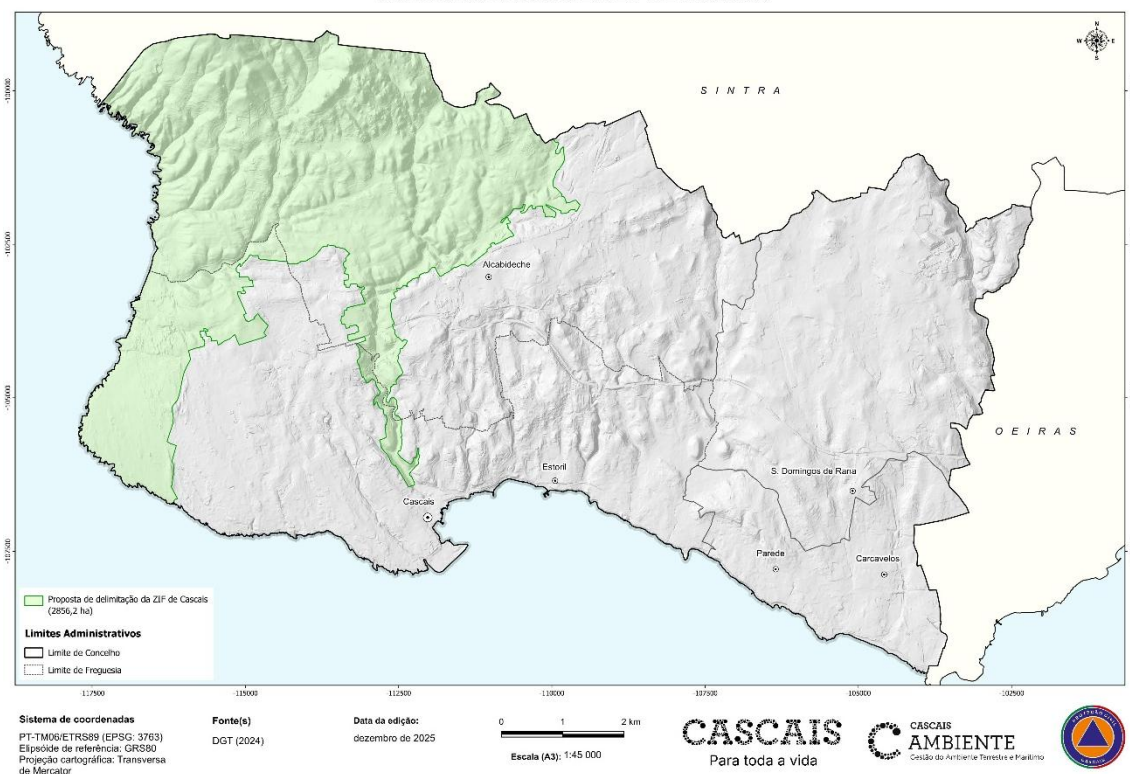 N
W E
S
SINTRA
-100000
-102500
-105000
-107500
Alcabideche
OEIRAS
Estoril
S. Domingos de Rana
Cascais
Parede
Carcavelos
Proposta de delimitação da ZIF de Cascais
(2856,2 ha)
Limites Administrativos
Limite de Concelho
Limite de Freguesia
-117500 -115000 -112500 -110000 -107500 -105000 -102500
Sistema de coordenadas
PT-TM06/ETRS89 (EPSG: 3763)
Elipsóide de referência: GRS80
Projeção cartográfica: Transversa
de Mercator
Fonte(s)
DGT (2024)
Data da edição:
dezembro de 2025
0 1 2 km
Escala (A3): 1:45 000
CASCAIS
Para toda a vida
CASCAIS
AMBIENTE
Gestão do Ambiente Terrestre e Marítimo